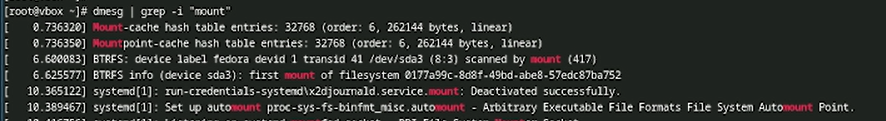 [root@vbox ~]# dmesg | grep -i "mount"
[    0.736320] Mount-cache hash table entries: 32768 (order: 6, 262144 bytes, linear)
[    0.736350] Mountpoint-cache hash table entries: 32768 (order: 6, 262144 bytes, linear)
[    6.600083] BTRFS: device label fedora devid 1 transid 41 /dev/sda3 (8:3) scanned by mount (417)
[    6.625577] BTRFS info (device sda3): first mount of filesystem 0177a99c-8d8f-49bd-abe8-57edc87ba752
[   10.365122] systemd[1]: run-credentials-systemd\x2djournald.service.mount: Deactivated successfully.
[   10.389467] systemd[1]: Set up automount proc-sys-fs-binfmt_misc.automount - Arbitrary Executable File Formats File System Automount Point.